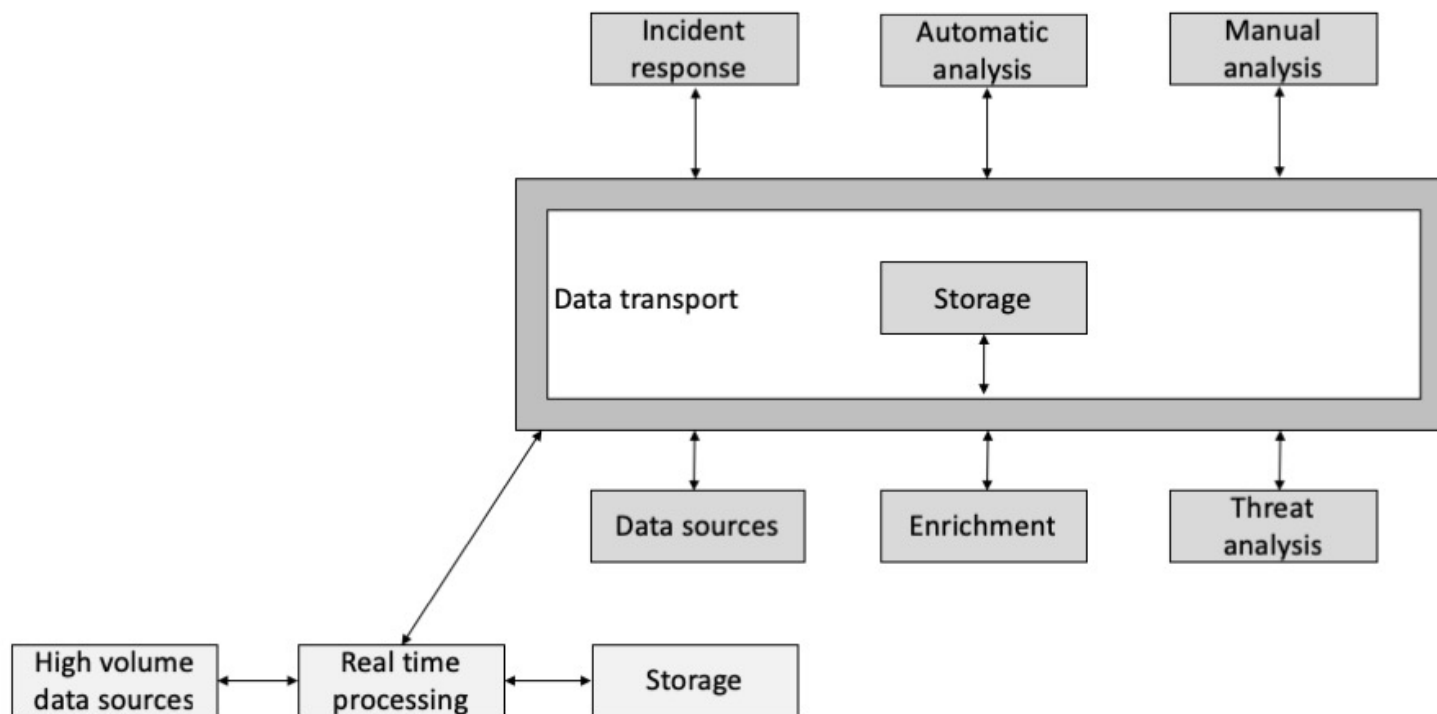 Incident
response
Automatic
analysis
Manual
analysis
Data transport
Storage
Data sources
Enrichment
Threat
analysis
High volume
data sources
Real time
processing
Storage